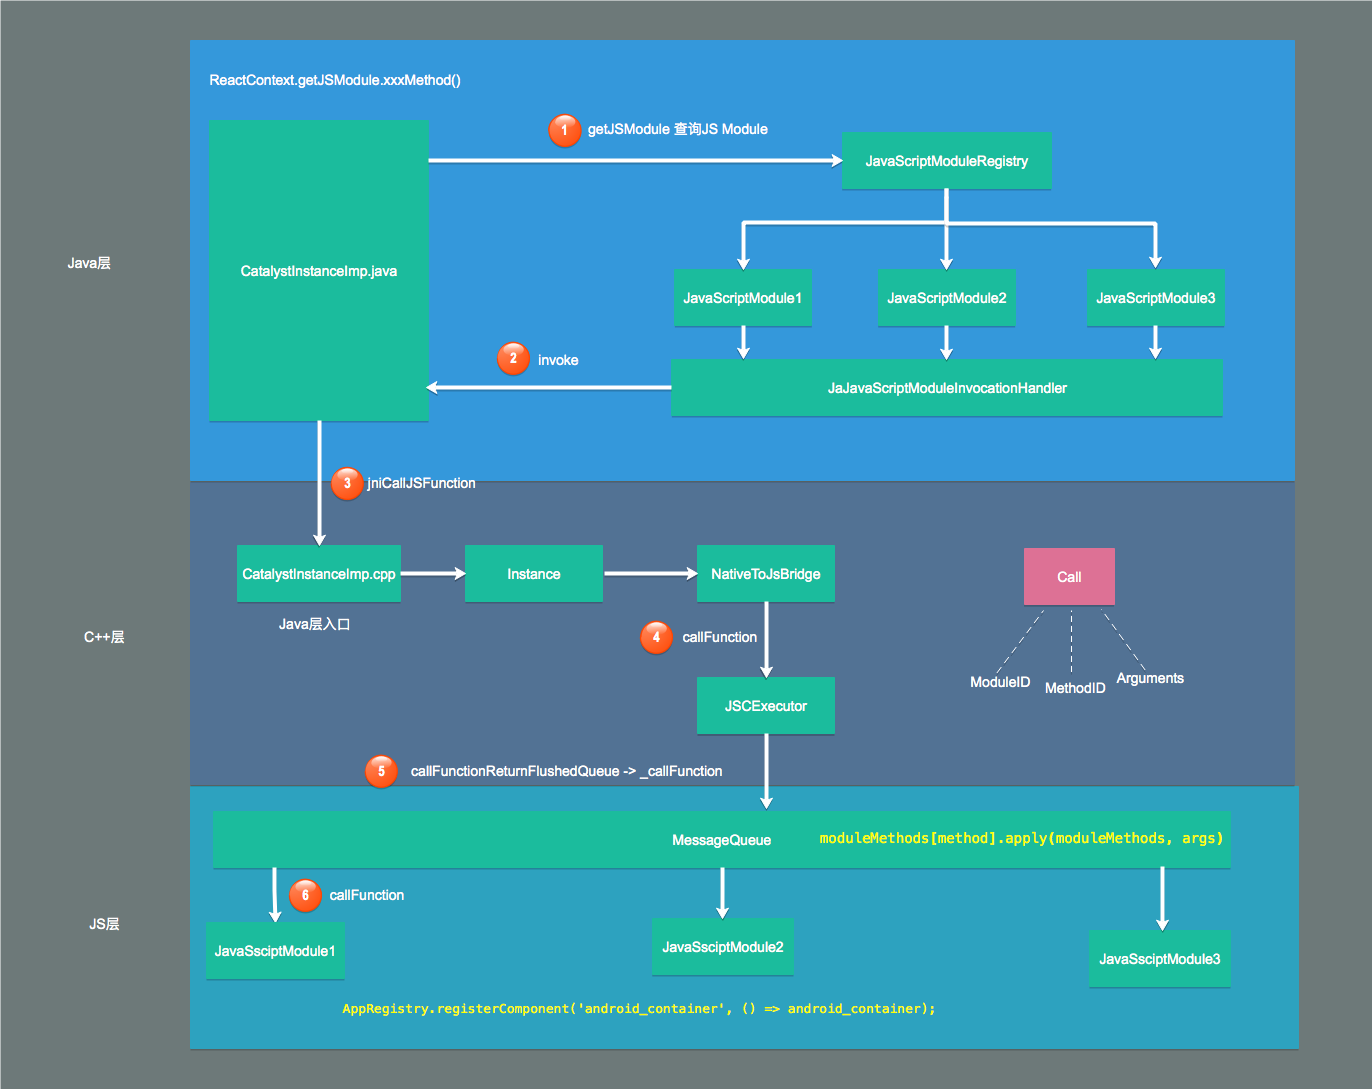 ReactContext.getJSModule.xxxMethod()
1
getJSModule 查询JS Module
JavaScriptModuleRegistry
Java层
CatalystInstanceImp.java
JavaScriptModule1
JavaScriptModule2
JavaScriptModule3
2
invoke
JaJavaScriptModuleInvocationHandler
3
jniCallJSFunction
CatalystInstanceImp.cpp
Instance
NativeToJsBridge
Call
Java层入口
C++层
4
callFunction
ModuleID
MethodID
Arguments
JSCExecutor
5
callFunctionReturnFlushedQueue -> _callFunction
MessageQueue
moduleMethods[method].apply(moduleMethods, args)
6
callFunction
JS层
JavaSsciptModule1
JavaSsciptModule2
JavaSsciptModule3
AppRegistry.registerComponent('android_container', () => android_container);